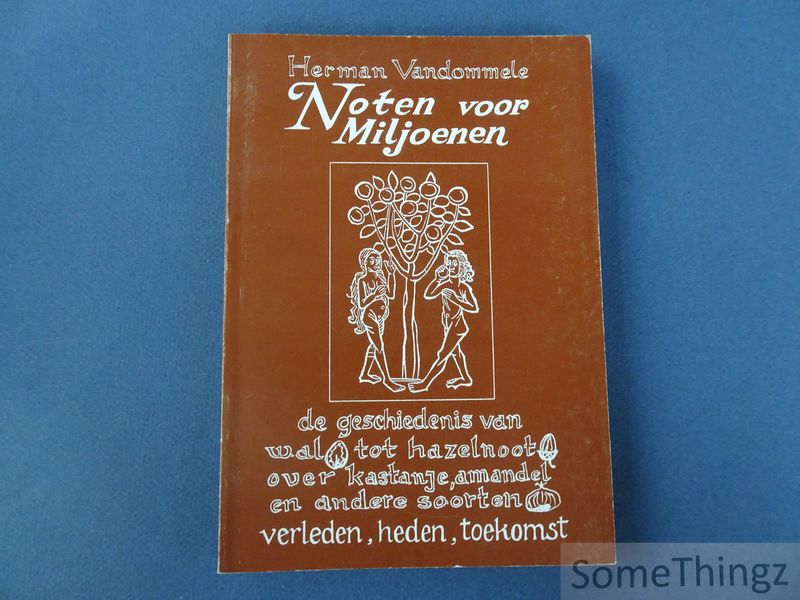 Herman Vandommele
Noten voor
Miljoenen
de geschiedenis van
wal tot hazelnoot
over kastanje, amandel
en andere soorten
verleden, heden, toekomst
SomeThingz